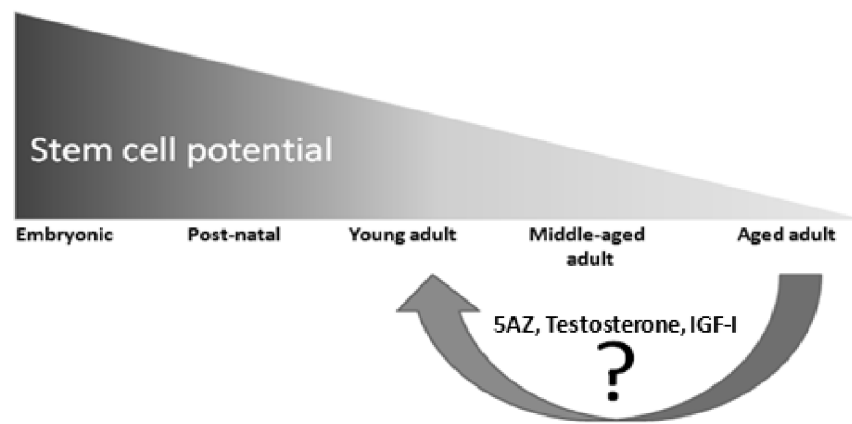 Stem cell potential
Embryonic Post-natal Young adult Middle-aged Aged adult
adult
5AZ, Testosterone, IGF-I
?